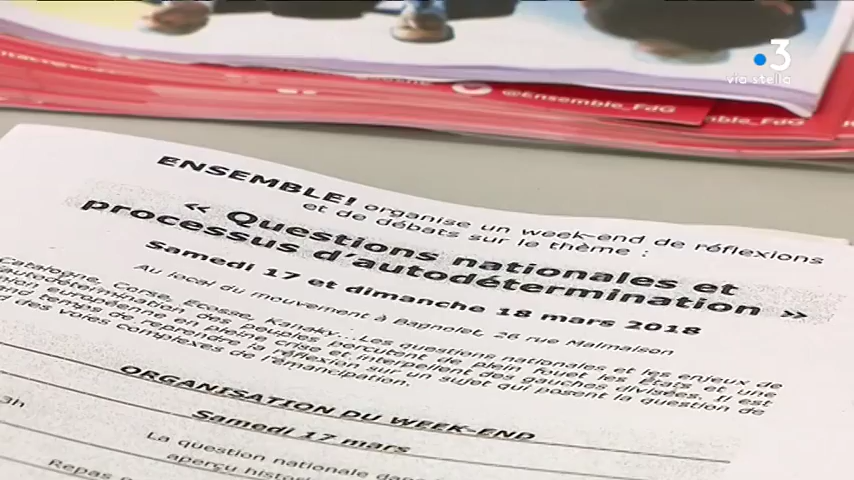 3
via stella
@Ensemble_FdG
ble_FdG
ENSEMBLE! organise un week-end de réflexions
et de débats sur le thème :
« Questions nationales et
processus d'autodétermination »
Samedi 17 et dimanche 18 mars 2018
Au local du mouvement à Bagnolet, 26 rue Malmaison
Catalogne, Corse, Ecosse, Kanaky... Les questions nationales et les enjeux de
autodétermination des peuples percutent de plein fouet les États et une
européenne en pleine crise et interpellent des gauches divisées. Il est
temps de reprendre la réflexion sur un sujet qui posent la question de
des voies complexes de l'émancipation.
ORGANISATION DU WEEK-END
Samedi 17 mars
3h
La question nationale dans
aperçu histori
Repas